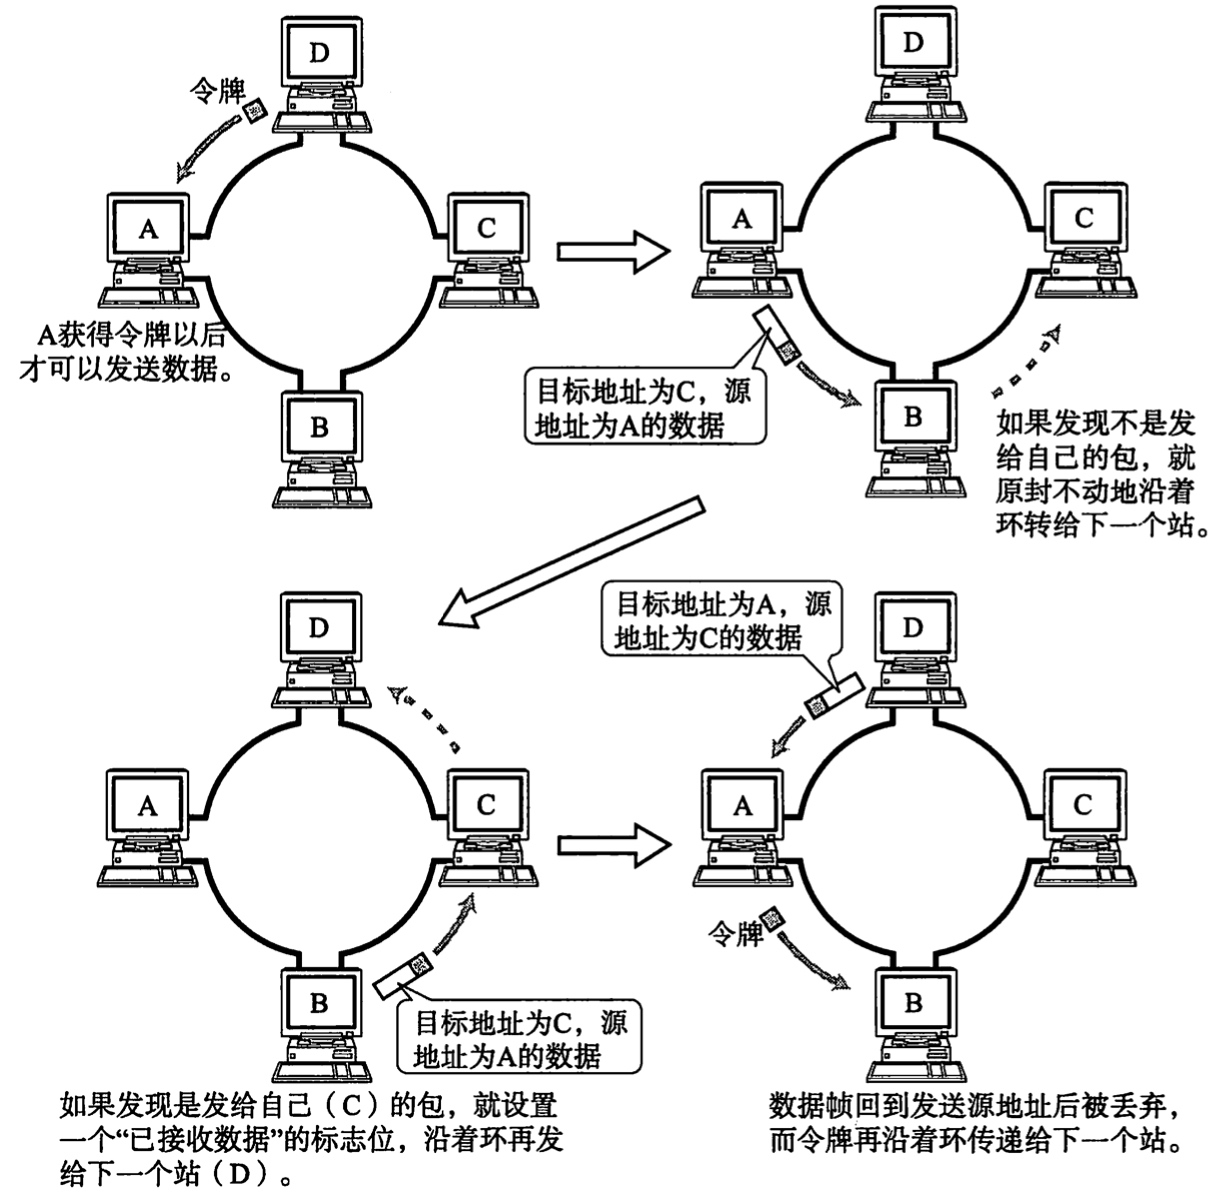 D
令牌
A
C
A获得令牌以后
才可以发送数据。
B
D
A
C
目标地址为C，源
地址为A的数据
B
如果发现不是发
给自己的包，就
原封不动地沿着
环转给下一个站。
D
A
C
B
目标地址为C，源
地址为A的数据
如果发现是发给自己（C）的包，就设置
一个“已接收数据”的标志位，沿着环再发
给下一个站（D）。
目标地址为A，源
地址为C的数据
D
A
C
令牌
B
数据帧回到发送源地址后被丢弃，
而令牌再沿着环传递给下一个站。